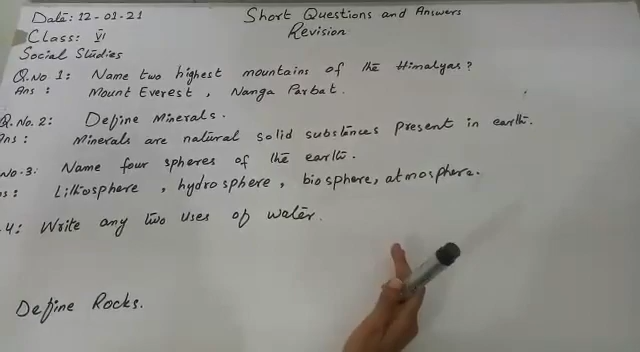 Date: 12-01-21
Short Questions and Answers
Revision
Class: VI
Social Studies
Q.No 1: Name two highest mountains of the Himalyas?
Ans: Mount Everest, Nanga Parbat.
Q.No.2: Define Minerals.
Ans: Minerals are natural solid substances present in earth.
No.3: Name four spheres of the earth.
s: Lithosphere, hydrosphere, biosphere, atmosphere.
.4: Write any two uses of water.
Define Rocks.